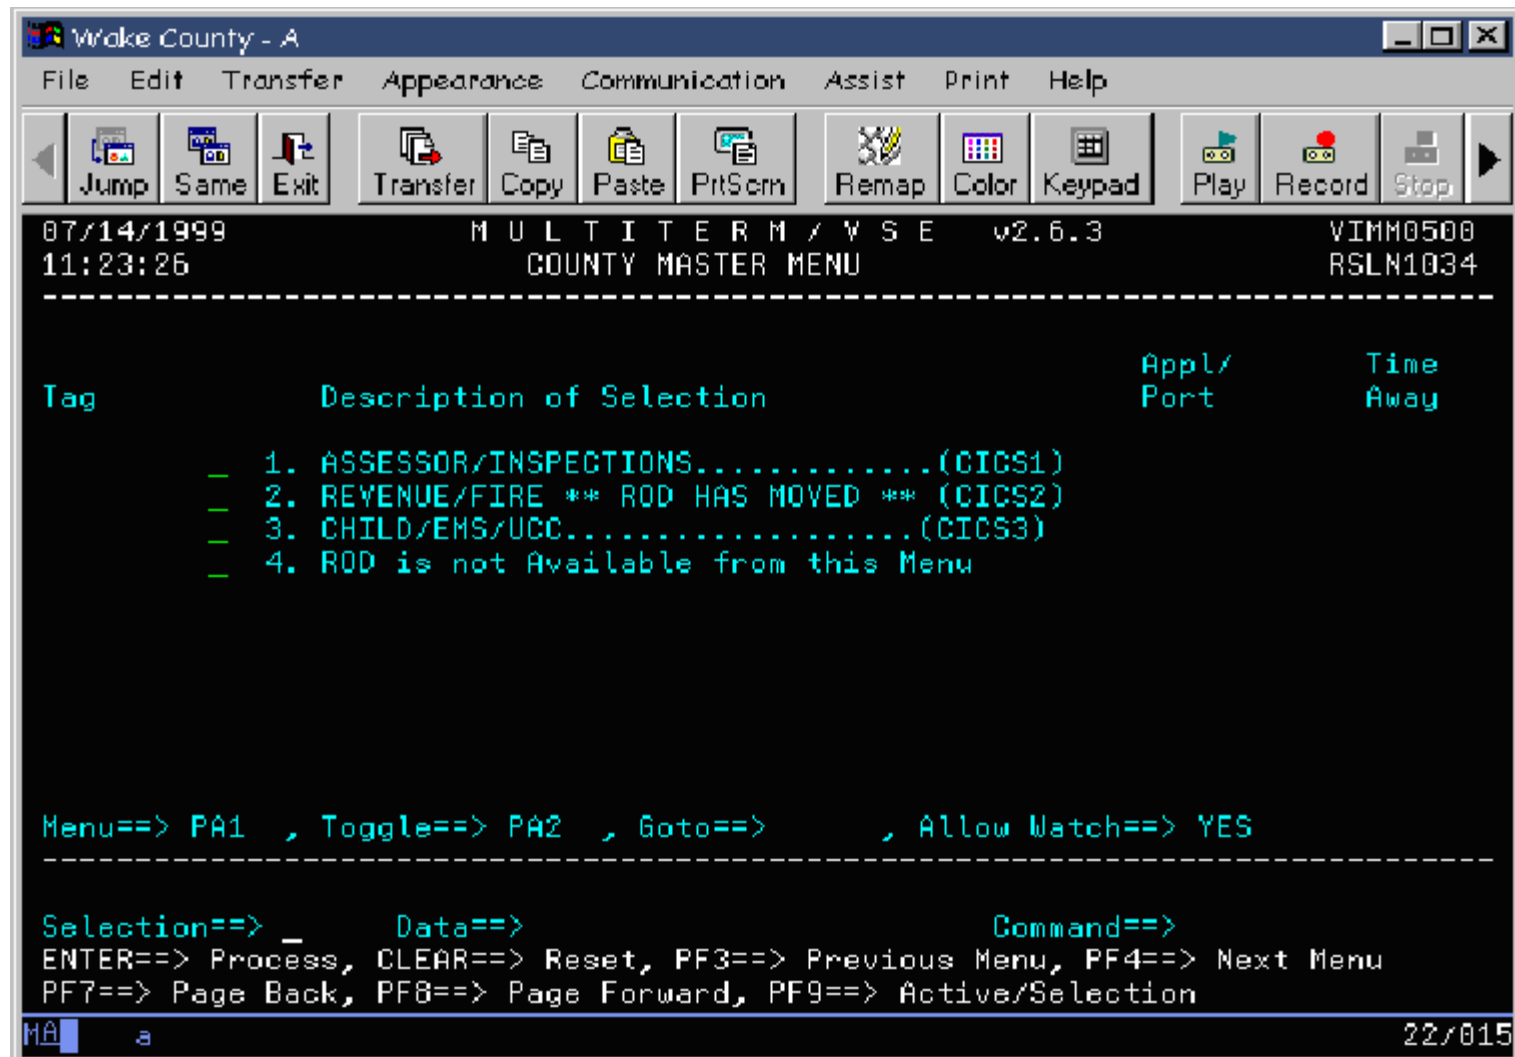 Wake County - A
File Edit Transfer Appearance Communication Assist Print Help
Jump Same Exit Transfer Copy Paste PrtScrn Remap Color Keypad Play Record Stop
07/14/1999 M U L T I T E R M / V S E v2.6.3 VIMM0500
11:23:26 COUNTY MASTER MENU RSLN1034
Appl/ Time
Tag Description of Selection Port Away
_ 1. ASSESSOR/INSPECTIONS.............(CICS1)
_ 2. REVENUE/FIRE ** ROD HAS MOVED ** (CICS2)
_ 3. CHILD/EMS/UCC...................(CICS3)
_ 4. ROD is not Available from this Menu
Menu==> PA1 , Toggle==> PA2 , Goto==> , Allow Watch==> YES
Selection==> _ Data==> Command==>
ENTER==> Process, CLEAR==> Reset, PF3==> Previous Menu, PF4==> Next Menu
PF7==> Page Back, PF8==> Page Forward, PF9==> Active/Selection
MA a 22/015